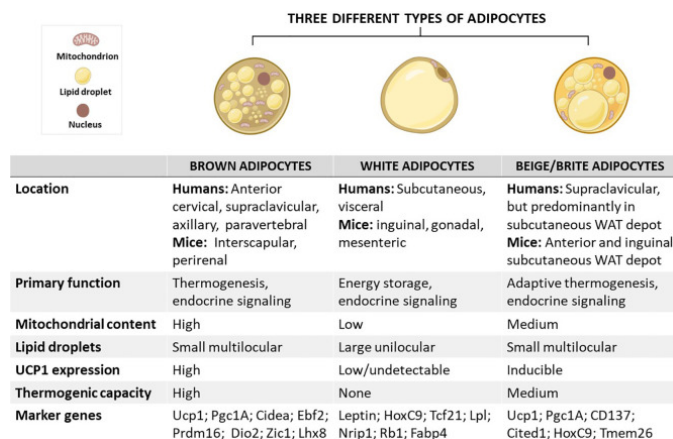 THREE DIFFERENT TYPES OF ADIPOCYTES
Mitochondrion
Lipid droplet
Nucleus
BROWN ADIPOCYTES WHITE ADIPOCYTES BEIGE/BRITE ADIPOCYTES
Location Humans: Anterior Humans: Subcutaneous, Humans: Supraclavicular,
cervical, supraclavicular, visceral but predominantly in
axillary, paravertebral Mice: inguinal, gonadal, subcutaneous WAT depot
Mice: Interscapular, mesenteric Mice: Anterior and inguinal
perirenal subcutaneous WAT depot
Primary function Thermogenesis, Energy storage, Adaptive thermogenesis,
endocrine signaling endocrine signaling endocrine signaling
Mitochondrial content High Low Medium
Lipid droplets Small multilocular Large unilocular Small multilocular
UCP1 expression High Low/undetectable Inducible
Thermogenic capacity High None Medium
Marker genes Ucp1; Pgc1A; Cidea; Ebf2; Leptin; HoxC9; Tcf21; Lpl; Ucp1; Pgc1A; CD137;
Prdm16; Dio2; Zic1; Lhx8 Nrip1; Rb1; Fabp4 Cited1; HoxC9; Tmem26